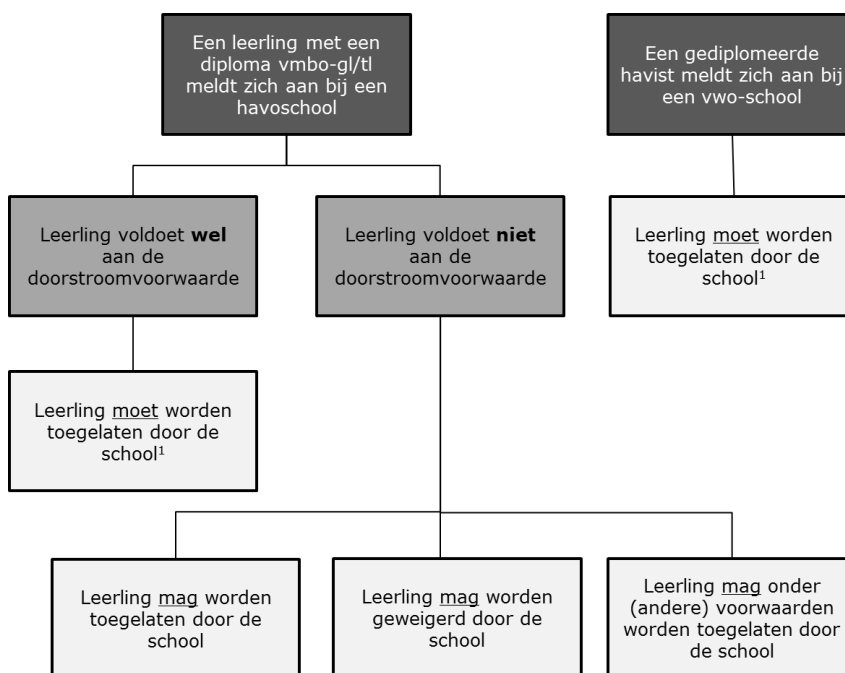 Een leerling met een
diploma vmbo-gl/tl
meldt zich aan bij een
havoschool
Een gediplomeerde
havist meldt zich aan bij
een vwo-school
Leerling voldoet wel
aan de
doorstroomvoorwaarde
Leerling voldoet niet
aan de
doorstroomvoorwaarde
Leerling moet worden
toegelaten door de
school¹
Leerling moet worden
toegelaten door de
school¹
Leerling mag worden
toegelaten door de
school
Leerling mag worden
geweigerd door de
school
Leerling mag onder
(andere) voorwaarden
worden toegelaten door
de school